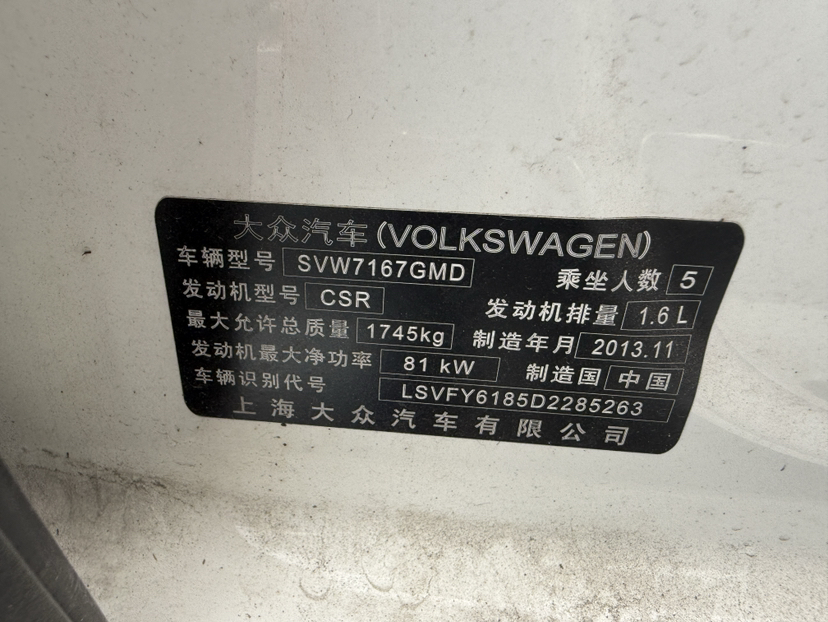 大众汽车(VOLKSWAGEN)
车辆型号 SVW7167GMD 乘坐人数 5
发动机型号 CSR 发动机排量 1.6 L
最大允许总质量 1745kg 制造年月 2013.11
发动机最大净功率 81 kW 制造国 中国
车辆识别代号 LSVFY6185D2285263
上海大众汽车有限公司